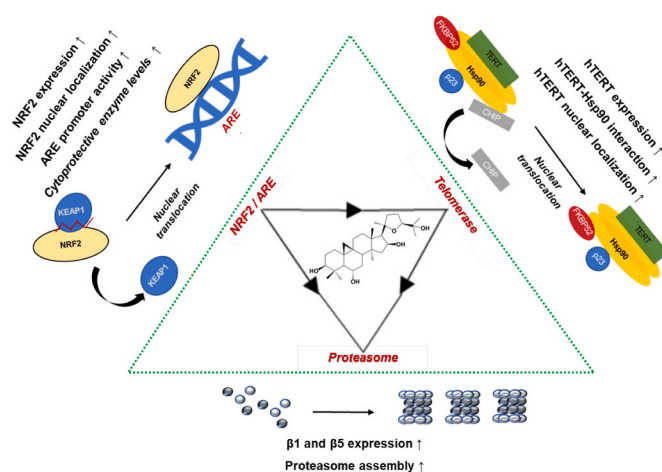 NRF2 expression ↑
NRF2 nuclear localization ↑
ARE promoter activity ↑
Cytoprotective enzyme levels ↑
NRF2
ARE
KEAP1
NRF2
Nuclear
translocation
KEAP1
FKBP52
TERT
Hsp90
p23
CHIP
CHIP
hTERT expression ↑
hTERT-Hsp90 interaction ↑
hTERT nuclear localization ↑
Nuclear
translocation
FKBP52
TERT
Hsp90
p23
NRF2 / ARE
Telomerase
O
OH
OH
HO
OH
Proteasome
β1 and β5 expression ↑
Proteasome assembly ↑